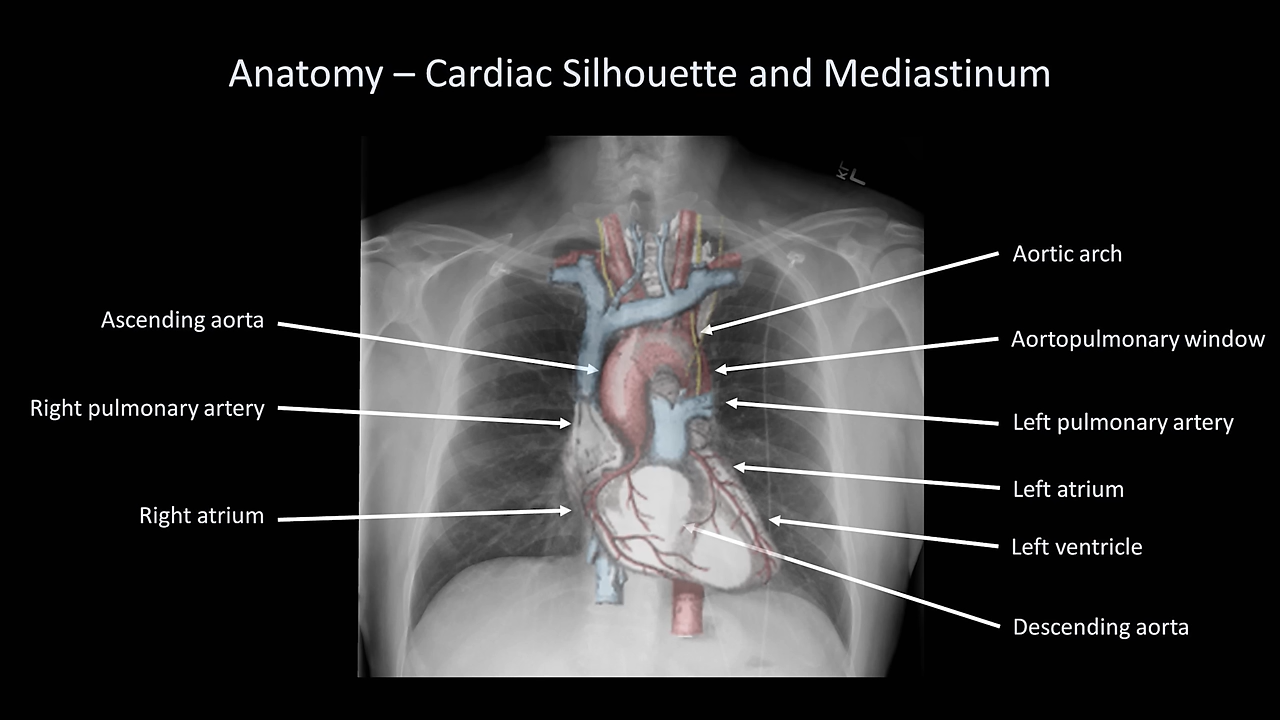 Anatomy – Cardiac Silhouette and Mediastinum
KT
L
Aortic arch
Ascending aorta
Aortopulmonary window
Right pulmonary artery
Left pulmonary artery
Left atrium
Right atrium
Left ventricle
Descending aorta